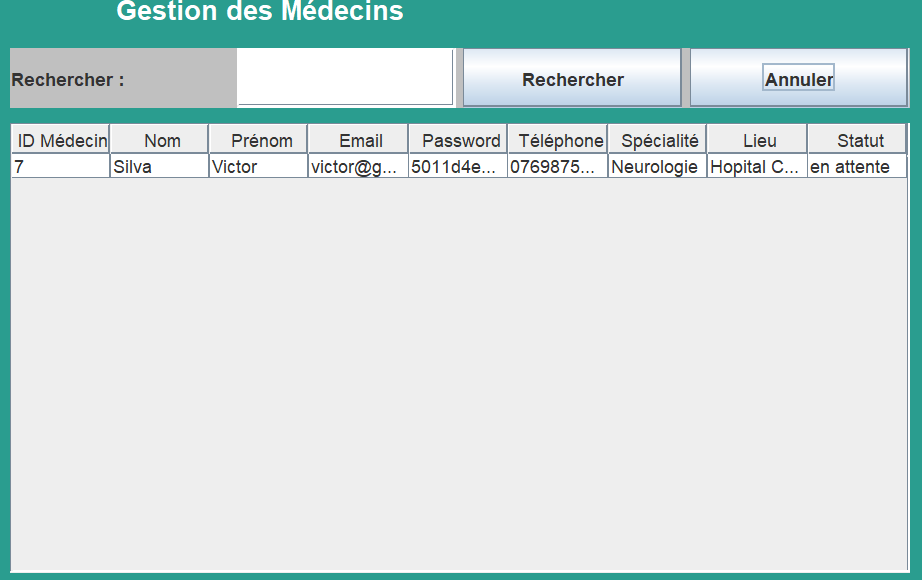 Gestion des Médecins
Rechercher : Rechercher Annuler
ID Médecin Nom Prénom Email Password Téléphone Spécialité Lieu Statut
7 Silva Victor victor@g... 5011d4e... 0769875... Neurologie Hopital C... en attente